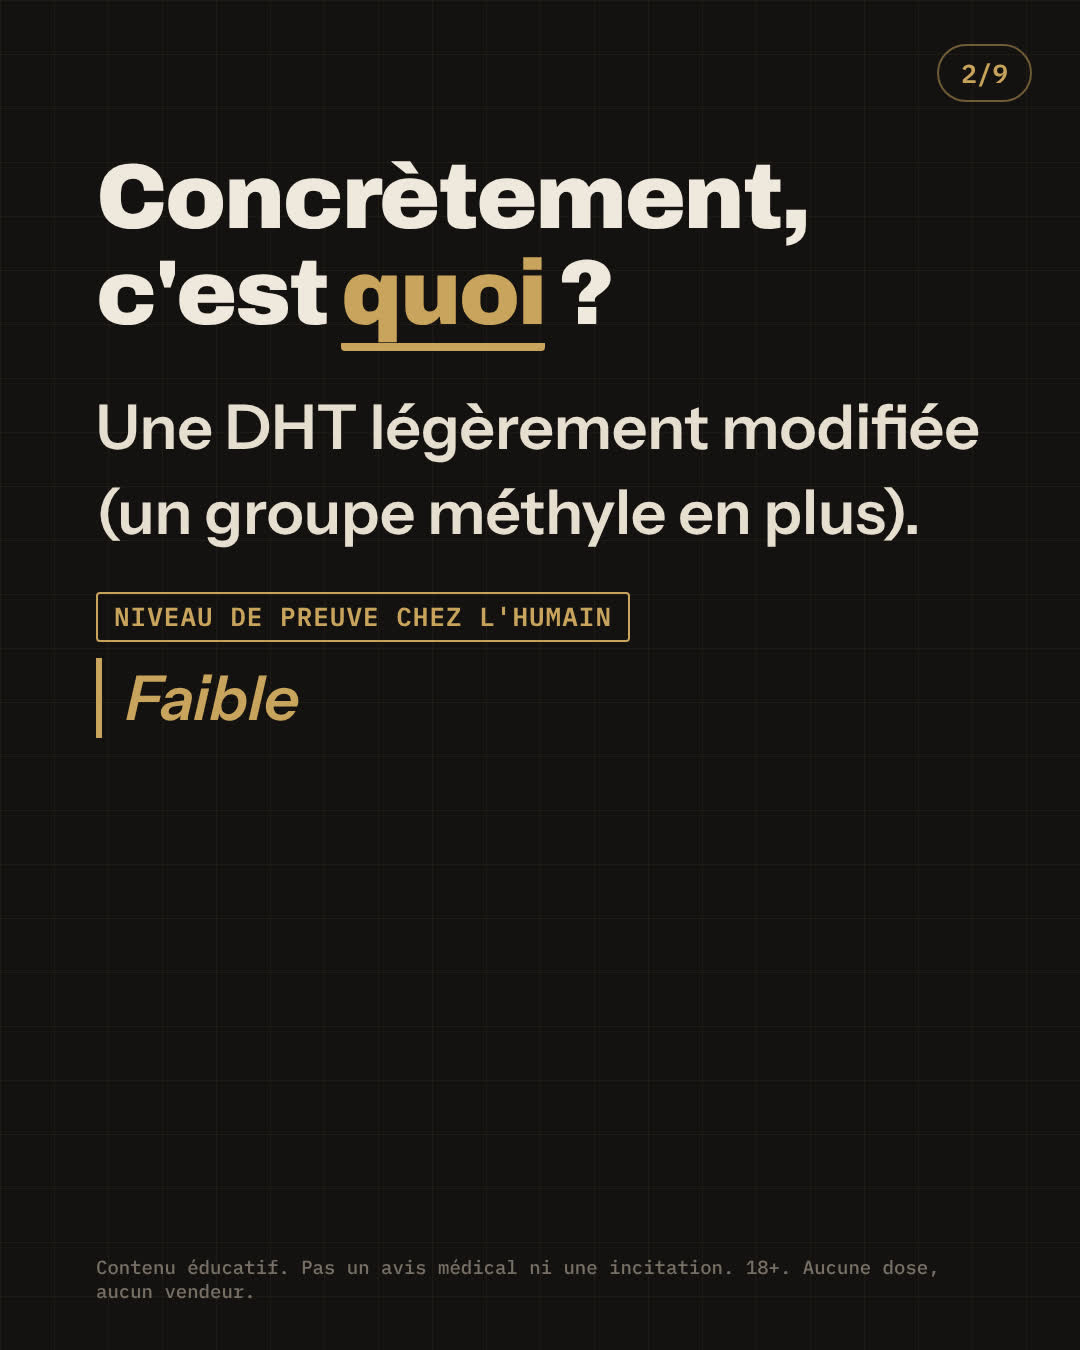 2/9
Concrètement,
c'est quoi ?
Une DHT légèrement modifiée
(un groupe méthyle en plus).
NIVEAU DE PREUVE CHEZ L'HUMAIN
Faible
Contenu éducatif. Pas un avis médical ni une incitation. 18+. Aucune dose,
aucun vendeur.